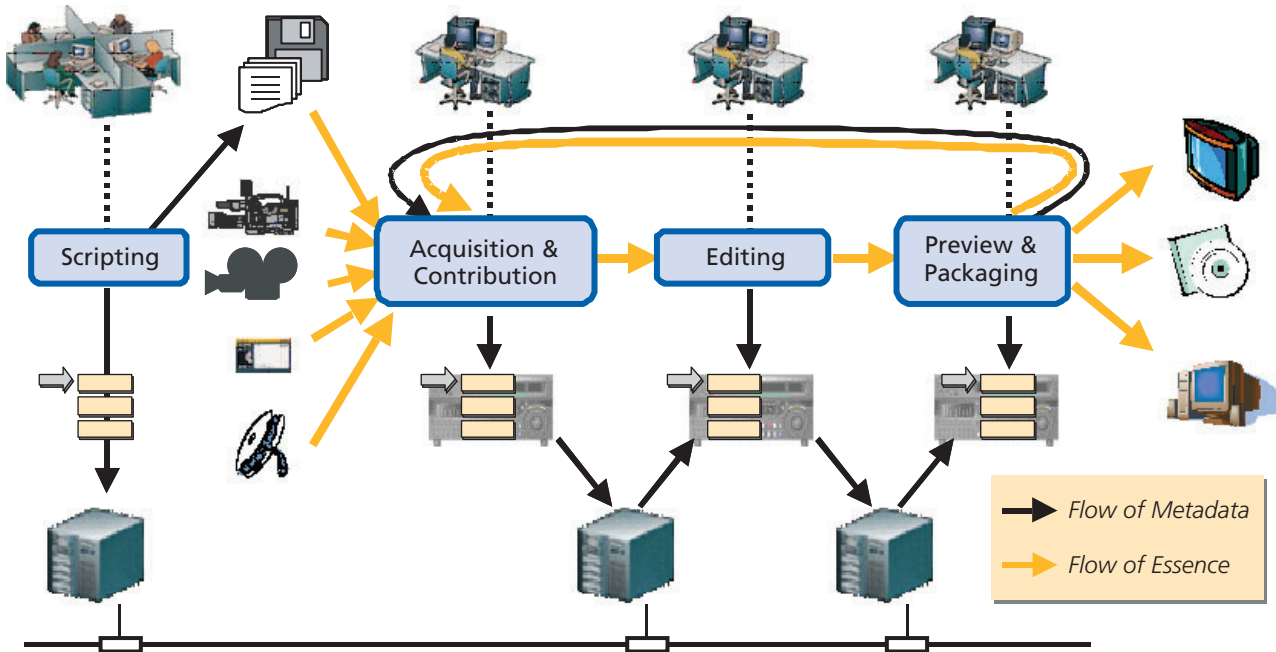 Scripting
Acquisition &
Contribution
Editing
Preview &
Packaging
Flow of Metadata
Flow of Essence